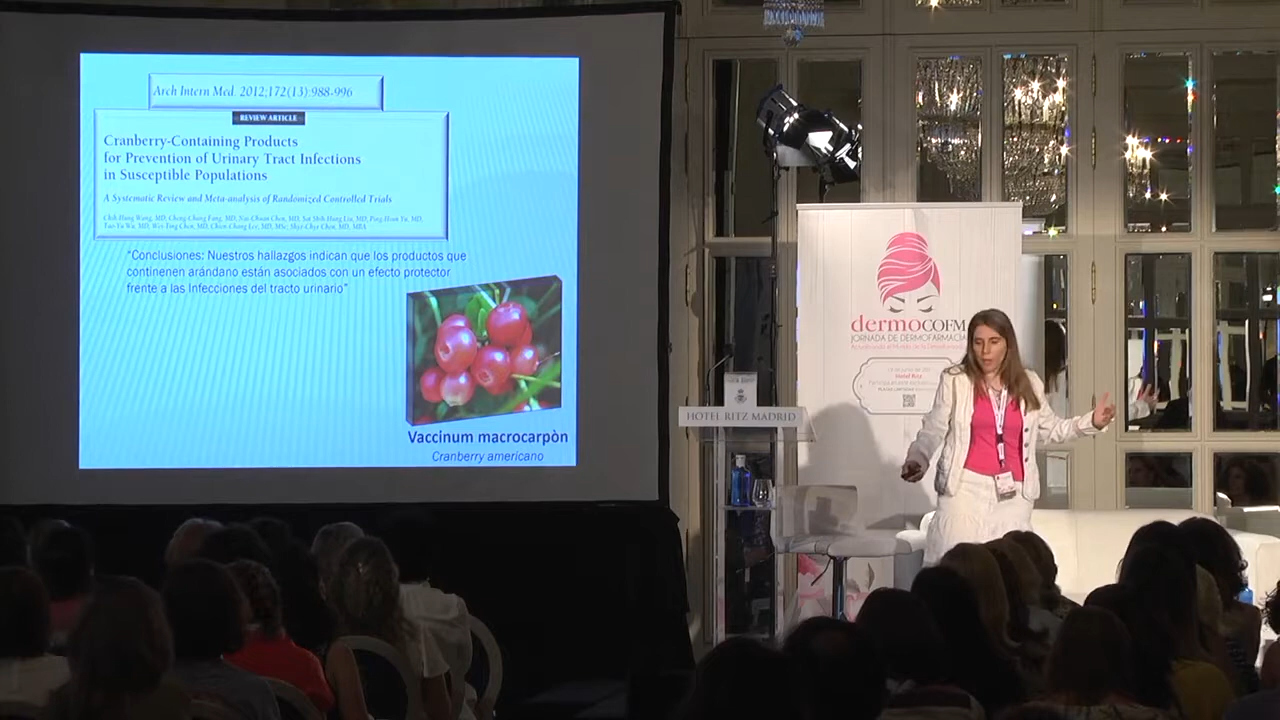 Arch Intern Med. 2012;172(13):988-996
REVIEW ARTICLE
Cranberry-Containing Products
for Prevention of Urinary Tract Infections
in Susceptible Populations
A Systematic Review and Meta-analysis of Randomized Controlled Trials
"Conclusiones: Nuestros hallazgos indican que los productos que
continenen arándano están asociados con un efecto protector
frente a las Infecciones del tracto urinario"
Vaccinum macrocarpòn
Cranberry americano
dermoCOFM
JORNADA DE DERMOFARMACIA
Hotel Ritz
HOTEL RITZ MADRID